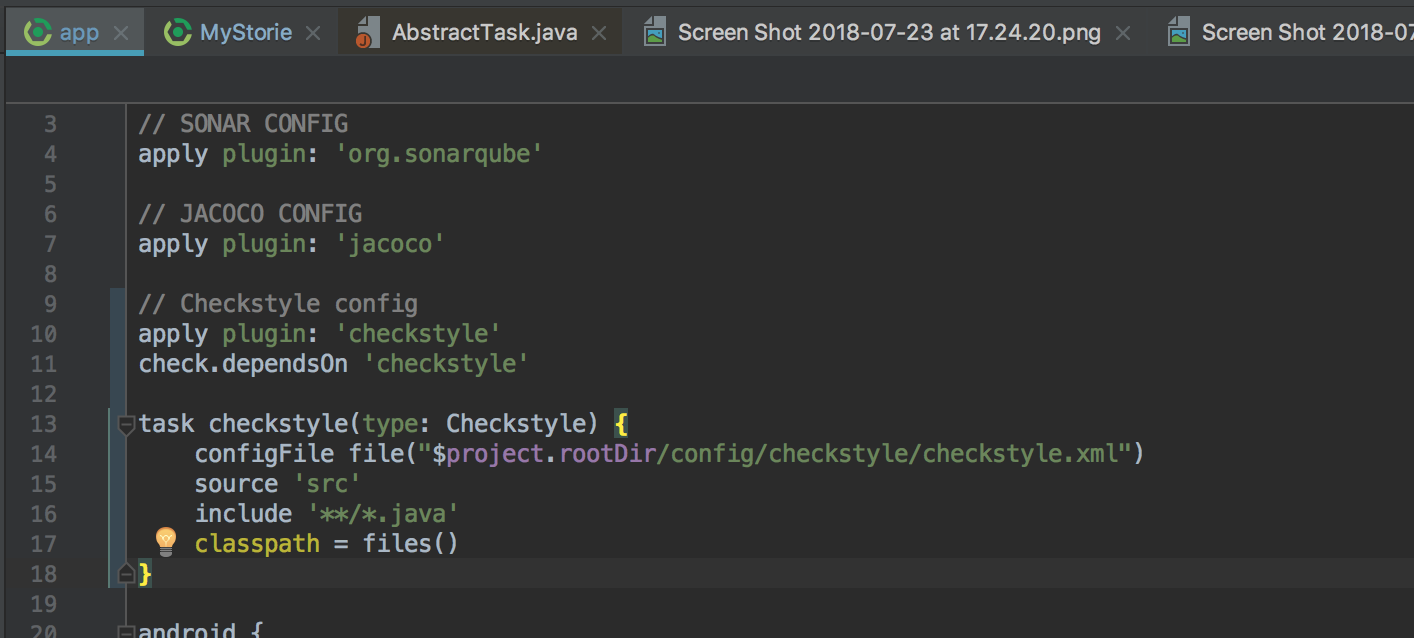 app MyStorie AbstractTask.java Screen Shot 2018-07-23 at 17.24.20.png Screen Shot 2018-07
3 // SONAR CONFIG
4 apply plugin: 'org.sonarqube'
5
6 // JACOCO CONFIG
7 apply plugin: 'jacoco'
8
9 // Checkstyle config
10 apply plugin: 'checkstyle'
11 check.dependsOn 'checkstyle'
12
13 task checkstyle(type: Checkstyle) {
14 configFile file("$project.rootDir/config/checkstyle/checkstyle.xml")
15 source 'src'
16 include '**/*.java'
17 classpath = files()
18 }
19
20 android {